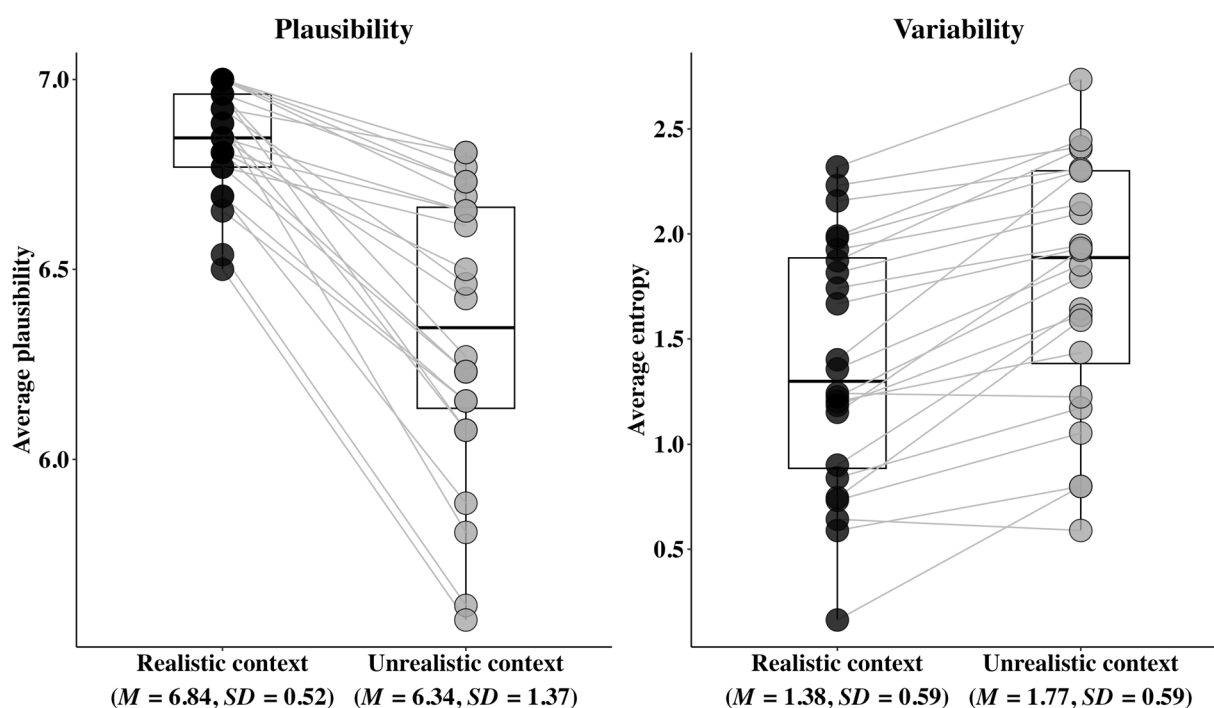 Plausibility
Average plausibility
7.0
6.5
6.0
Realistic context
(M = 6.84, SD = 0.52)
Unrealistic context
(M = 6.34, SD = 1.37)
Variability
Average entropy
2.5
2.0
1.5
1.0
0.5
Realistic context
(M = 1.38, SD = 0.59)
Unrealistic context
(M = 1.77, SD = 0.59)